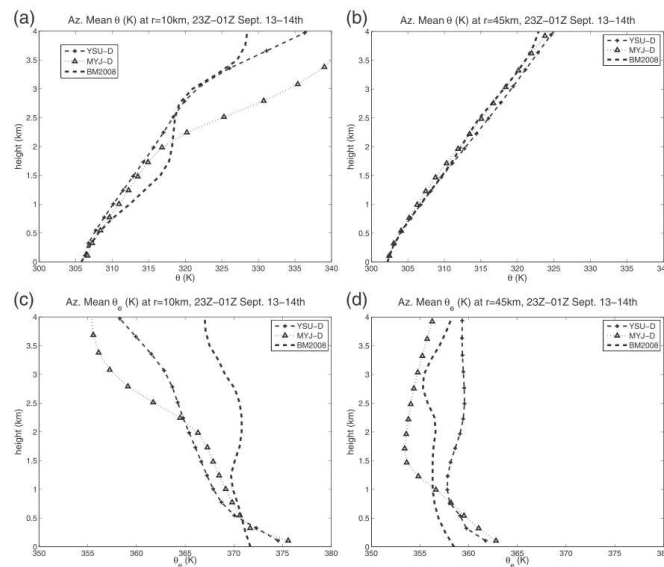 (a)
Az. Mean θ (K) at r=10km, 23Z−01Z Sept. 13−14th
YSU−D
MYJ−D
BM2008
height (km)
4
3.5
3
2.5
2
1.5
1
0.5
0
300 305 310 315 320 325 330 335 340
θ (K)
(b)
Az. Mean θ (K) at r=45km, 23Z−01Z Sept. 13−14th
YSU−D
MYJ−D
BM2008
height (km)
4
3.5
3
2.5
2
1.5
1
0.5
0
300 305 310 315 320 325 330 335 340
θ (K)
(c)
Az. Mean θe (K) at r=10km, 23Z−01Z Sept. 13−14th
YSU−D
MYJ−D
BM2008
height (km)
4
3.5
3
2.5
2
1.5
1
0.5
0
350 355 360 365 370 375 380
θe (K)
(d)
Az. Mean θe (K) at r=45km, 23Z−01Z Sept. 13−14th
YSU−D
MYJ−D
BM2008
height (km)
4
3.5
3
2.5
2
1.5
1
0.5
0
350 355 360 365 370 375 380
θe (K)